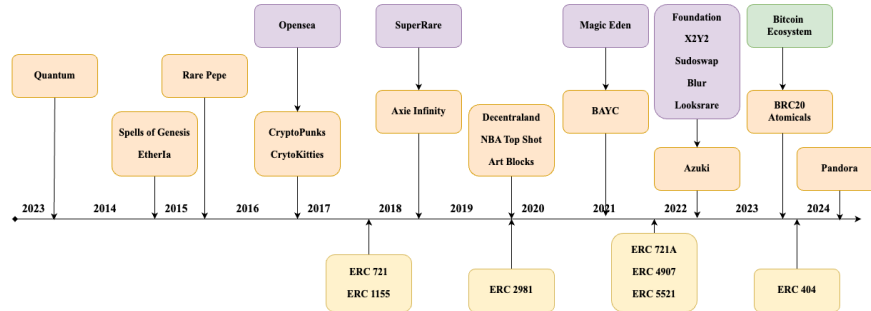 Opensea
SuperRare
Magic Eden
Foundation
X2Y2
Sudoswap
Blur
Looksrare
Bitcoin
Ecosystem
Quantum
Rare Pepe
Spells of Genesis
EtherIa
CryptoPunks
CrytoKitties
Axie Infinity
Decentraland
NBA Top Shot
Art Blocks
BAYC
Azuki
BRC20
Atomicals
Pandora
2023 2014 2015 2016 2017 2018 2019 2020 2021 2022 2023 2024
ERC 721
ERC 1155
ERC 2981
ERC 721A
ERC 4907
ERC 5521
ERC 404